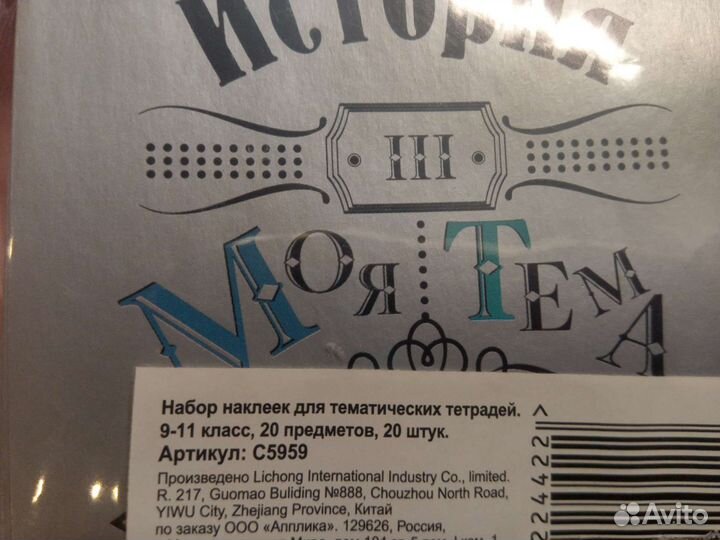 История
III
Моя Тема
Набор наклеек для тематических тетрадей.
9-11 класс, 20 предметов, 20 штук.
Артикул: С5959
Произведено Lichong International Industry Co., limited.
R. 217, Guomao Buliding №888, Chouzhou North Road,
YIWU City, Zhejiang Province, Китай
по заказу ООО «Апплика». 129626, Россия,
224422
Avito